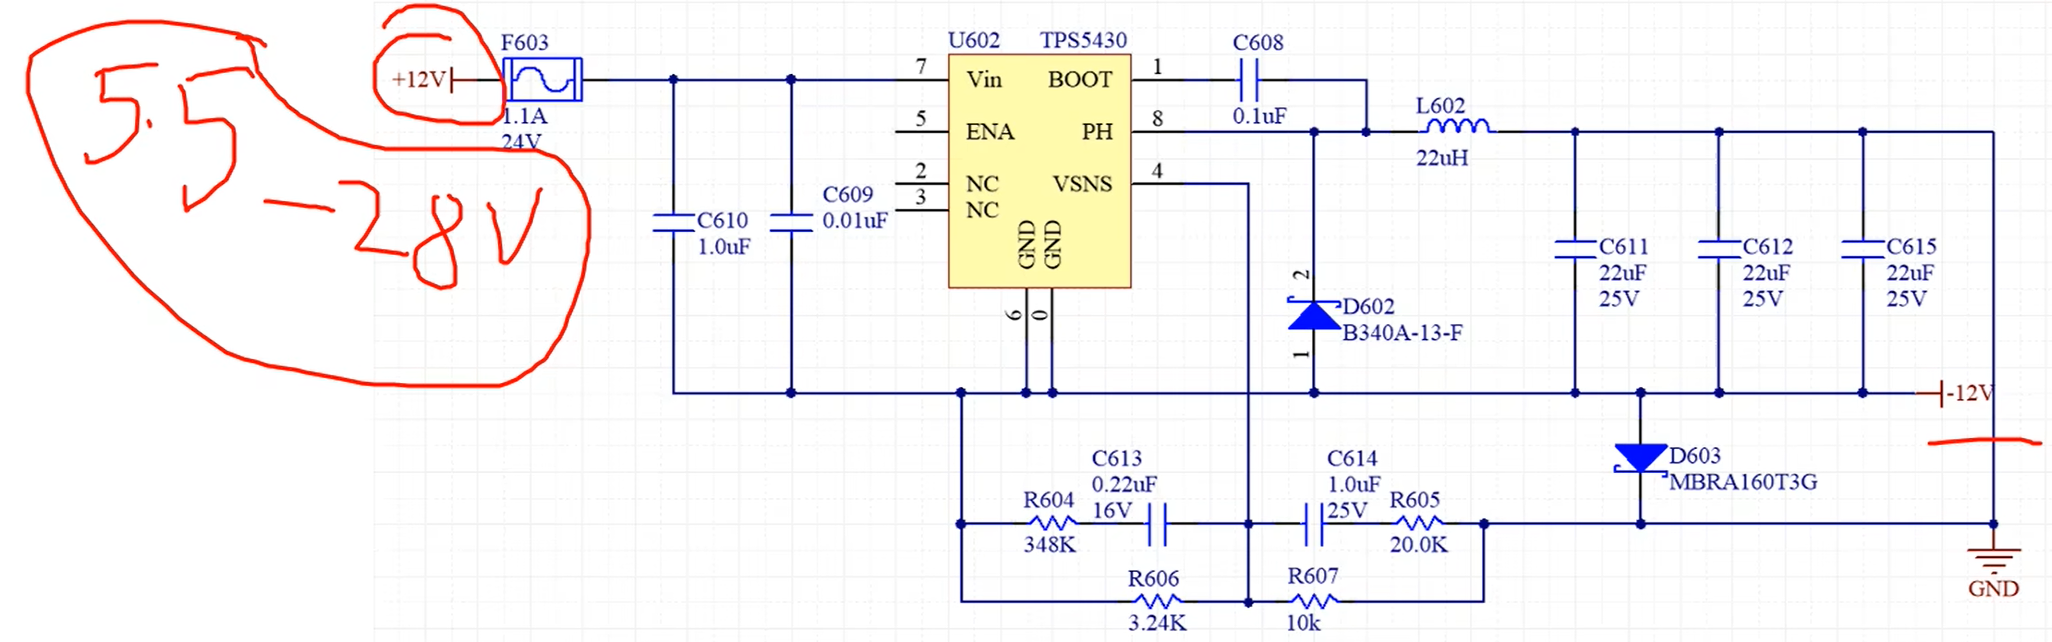 5.5
-28V
+12V
F603
1.1A
24V
C610
1.0uF
C609
0.01uF
U602 TPS5430
7 Vin BOOT 1
5 ENA PH 8
2 NC VSNS 4
3 NC
GND GND
6 0
C608
0.1uF
L602
22uH
2
D602
B340A-13-F
1
C611
22uF
25V
C612
22uF
25V
C615
22uF
25V
-12V
D603
MBRA160T3G
GND
R604
348K
C613
0.22uF
16V
C614
1.0uF
25V
R605
20.0K
R606
3.24K
R607
10k